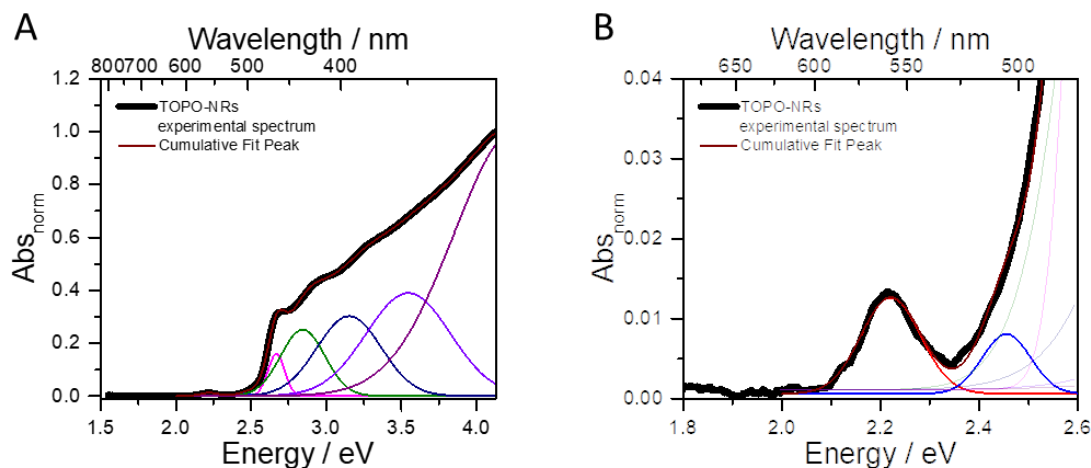 A
Wavelength / nm
800 700 600 500 400
1.2
1.0
0.8
0.6
0.4
0.2
0.0
Abs_norm
TOPO-NRs
experimental spectrum
Cumulative Fit Peak
1.5 2.0 2.5 3.0 3.5 4.0
Energy / eV
B
Wavelength / nm
650 600 550 500
0.04
0.03
0.02
0.01
0.00
Abs_norm
TOPO-NRs
experimental spectrum
Cumulative Fit Peak
1.8 2.0 2.2 2.4 2.6
Energy / eV